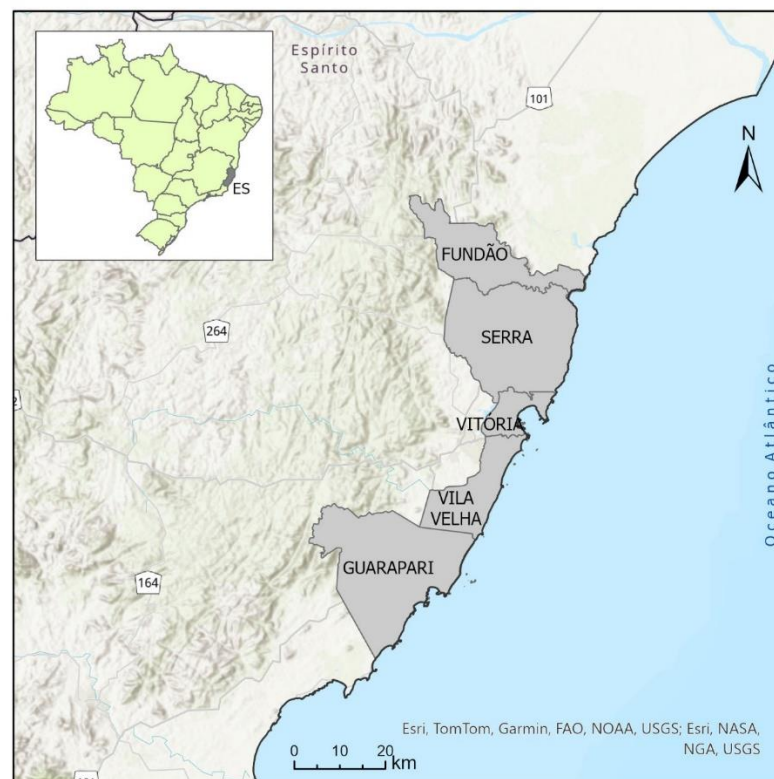 Espírito
Santo
101
N
ES
FUNDÃO
264
SERRA
VITÓRIA
VILA
VELHA
GUARAPARI
164
Oceano Atlântico
Esri, TomTom, Garmin, FAO, NOAA, USGS; Esri, NASA,
NGA, USGS
0 10 20
km